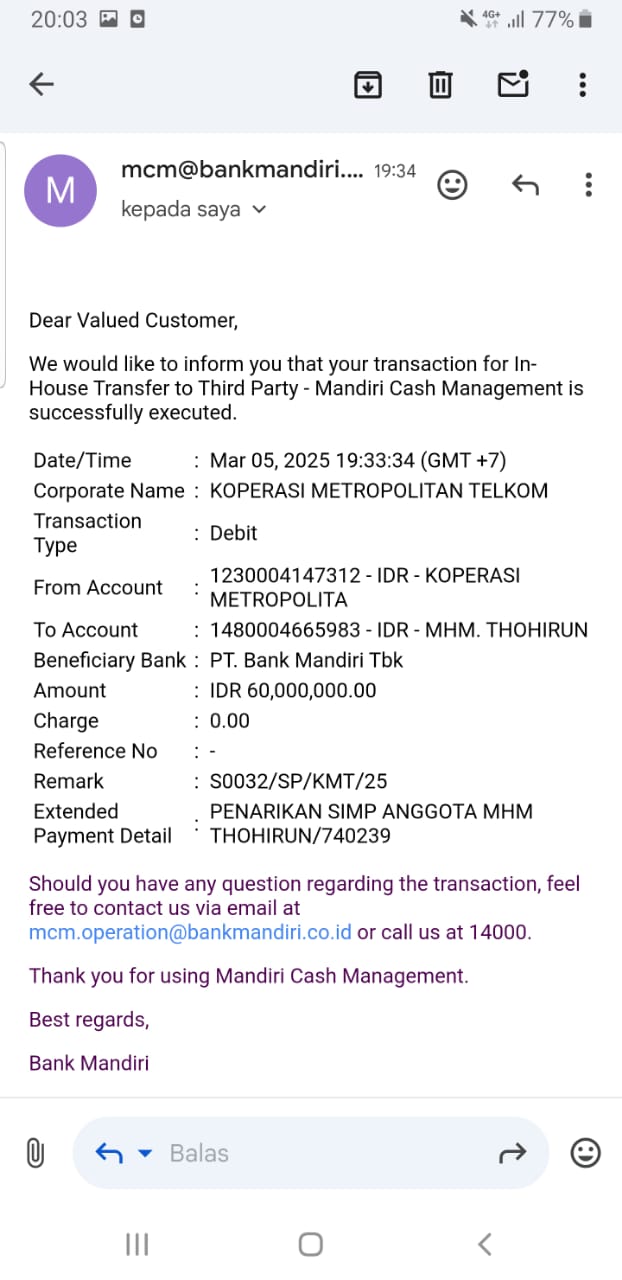 20:03 4G+ 77%
M
mcm@bankmandiri.... 19:34
kepada saya
Dear Valued Customer,
We would like to inform you that your transaction for In-
House Transfer to Third Party - Mandiri Cash Management is
successfully executed.
Date/Time : Mar 05, 2025 19:33:34 (GMT +7)
Corporate Name : KOPERASI METROPOLITAN TELKOM
Transaction
Type : Debit
From Account : 1230004147312 - IDR - KOPERASI
METROPOLITA
To Account : 1480004665983 - IDR - MHM. THOHIRUN
Beneficiary Bank : PT. Bank Mandiri Tbk
Amount : IDR 60,000,000.00
Charge : 0.00
Reference No : -
Remark : S0032/SP/KMT/25
Extended
Payment Detail : PENARIKAN SIMP ANGGOTA MHM
THOHIRUN/740239
Should you have any question regarding the transaction, feel
free to contact us via email at
mcm.operation@bankmandiri.co.id or call us at 14000.
Thank you for using Mandiri Cash Management.
Best regards,
Bank Mandiri
Balas